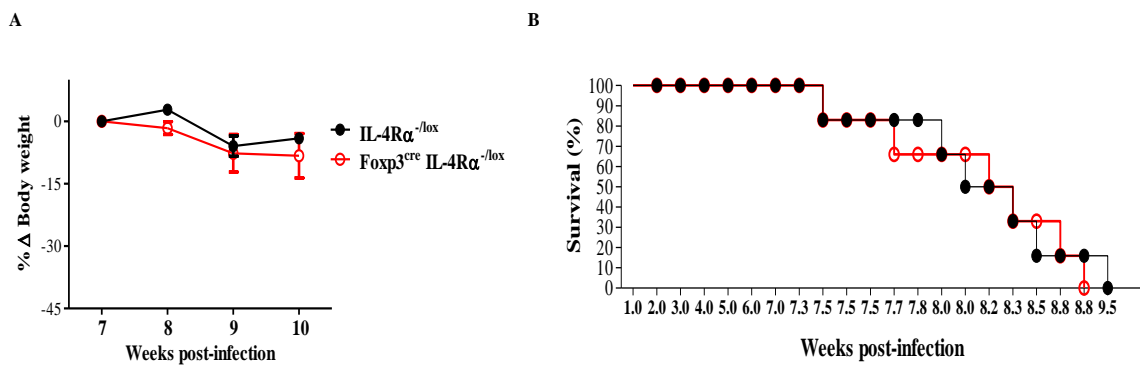 A
B
% Δ Body weight
0
-15
-30
-45
7 8 9 10
Weeks post-infection
IL-4Rα-/lox
Foxp3cre IL-4Rα-/lox
Survival (%)
100
90
80
70
60
50
40
30
20
10
0
1.0 2.0 3.0 4.0 5.0 6.0 7.0 7.3 7.5 7.5 7.5 7.7 7.8 8.0 8.0 8.2 8.3 8.5 8.8 8.8 9.5
Weeks post-infection